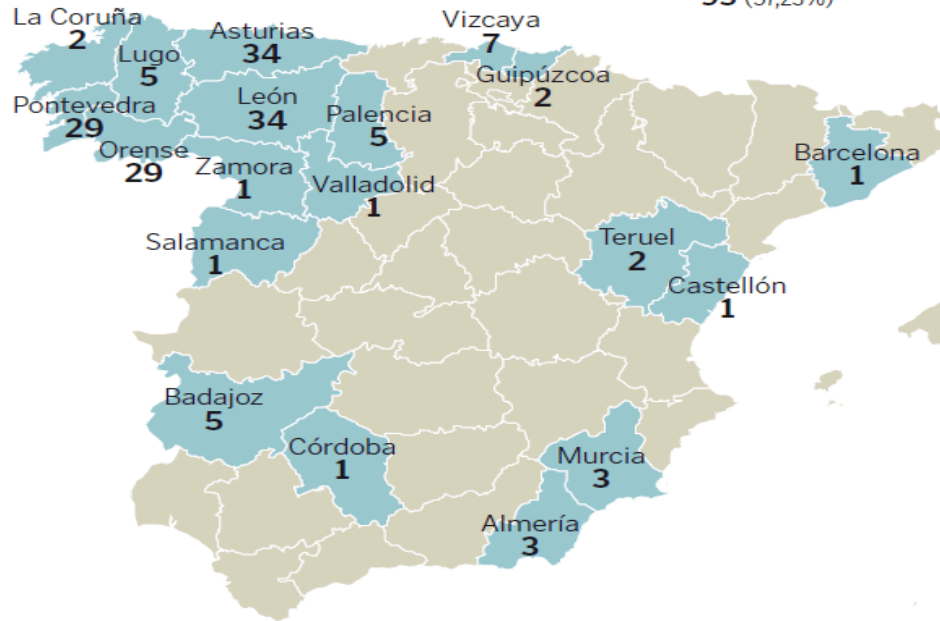 (57,23%)
La Coruña
2
Lugo
5
Asturias
34
Vizcaya
7
Guipúzcoa
2
Pontevedra
29
León
34
Palencia
5
Orense
29
Zamora
1
Valladolid
1
Barcelona
1
Salamanca
1
Teruel
2
Castellón
1
Badajoz
5
Córdoba
1
Murcia
3
Almería
3